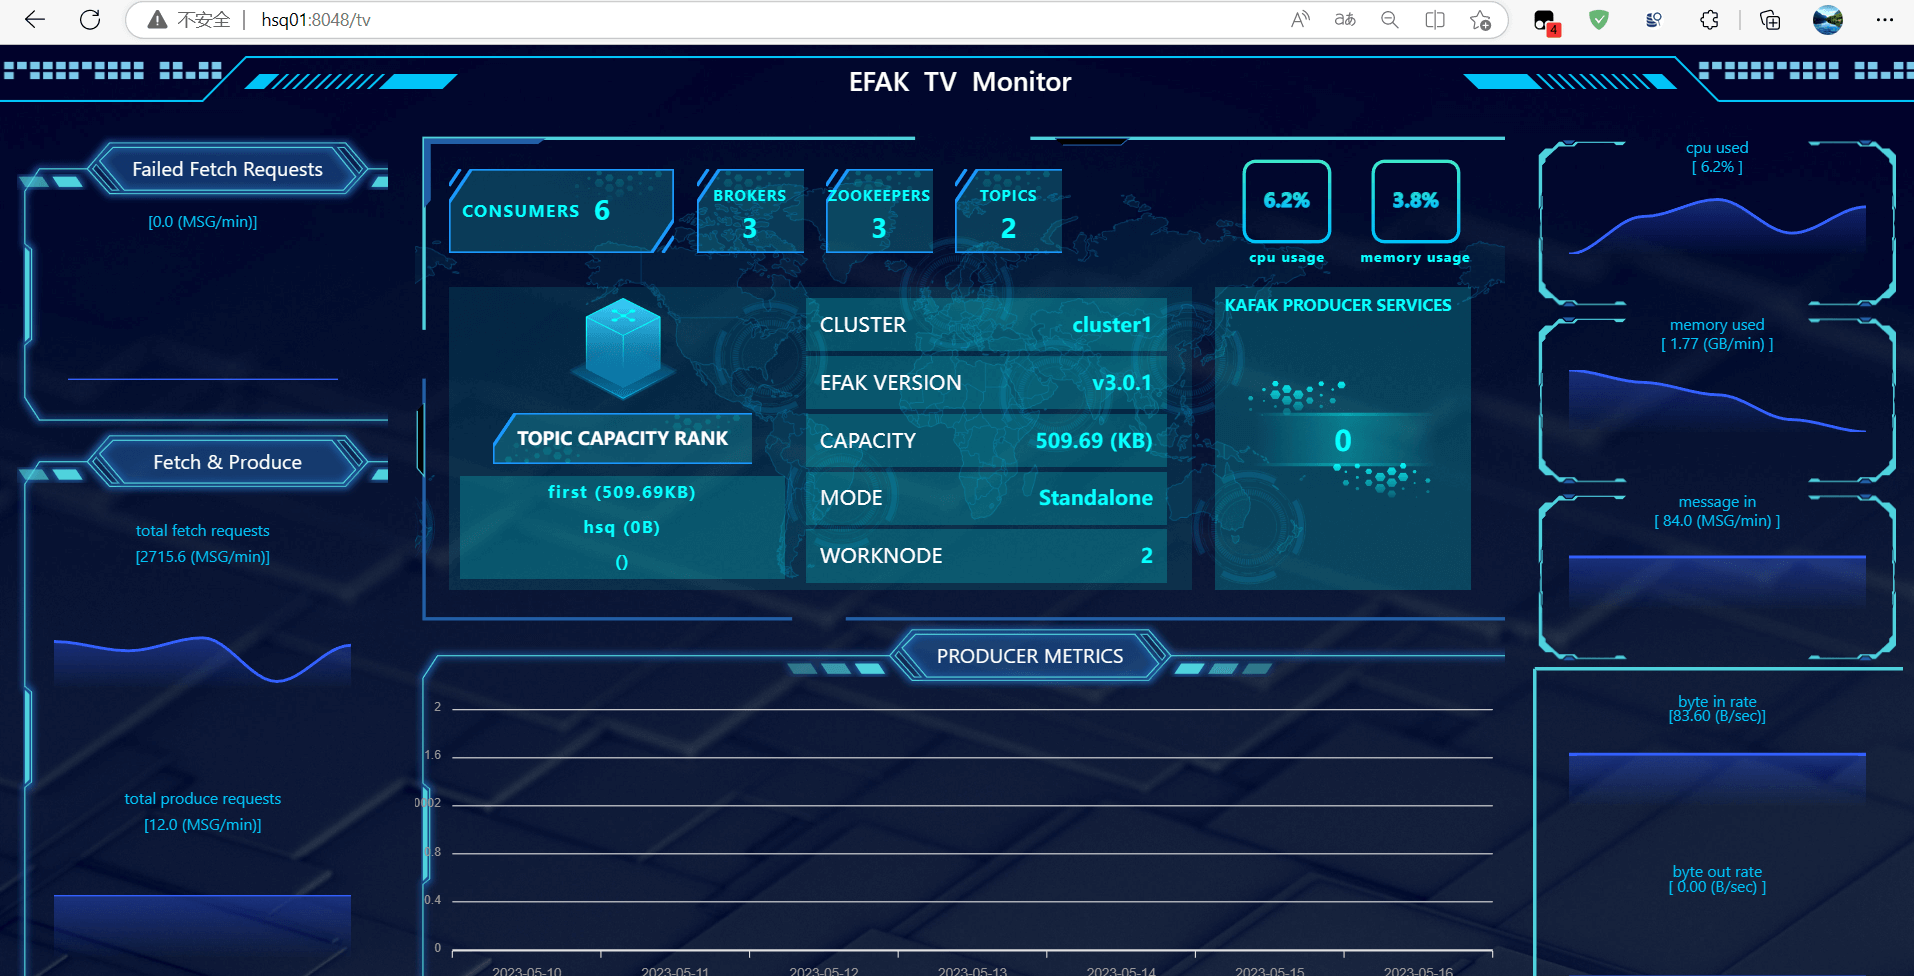 不安全 | hsq01:8048/tv
4
EFAK TV Monitor
Failed Fetch Requests
[0.0 (MSG/min)]
Fetch & Produce
total fetch requests
[2715.6 (MSG/min)]
total produce requests
[12.0 (MSG/min)]
CONSUMERS 6
BROKERS
3
ZOOKEEPERS
3
TOPICS
2
6.2%
cpu usage
3.8%
memory usage
TOPIC CAPACITY RANK
first (509.69KB)
hsq (0B)
()
CLUSTER cluster1
EFAK VERSION v3.0.1
CAPACITY 509.69 (KB)
MODE Standalone
WORKNODE 2
KAFAK PRODUCER SERVICES
0
PRODUCER METRICS
2
1.6
0002
0.8
0.4
0
2023-05-10 2023-05-11 2023-05-12 2023-05-13 2023-05-14 2023-05-15 2023-05-16
cpu used
[ 6.2% ]
memory used
[ 1.77 (GB/min) ]
message in
[ 84.0 (MSG/min) ]
byte in rate
[83.60 (B/sec)]
byte out rate
[ 0.00 (B/sec) ]